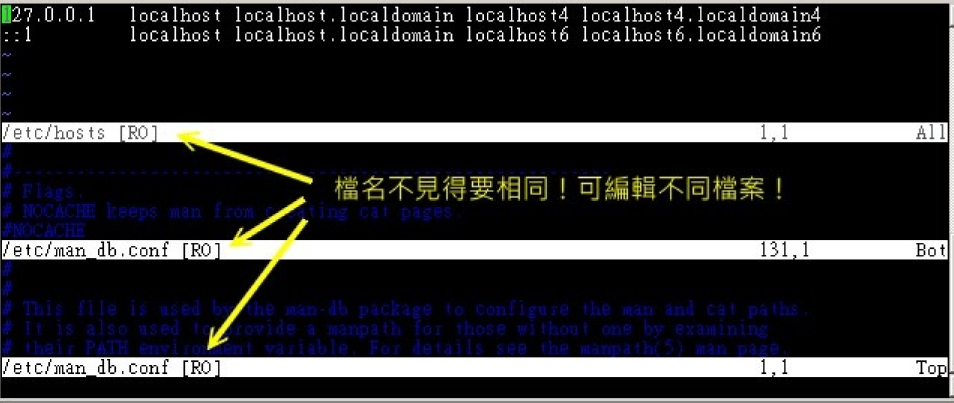 127.0.0.1   localhost localhost.localdomain localhost4 localhost4.localdomain4
::1         localhost localhost.localdomain localhost6 localhost6.localdomain6
~
~
~
~
/etc/hosts [RO] 1,1 All
#
#---------------------------------------------------------
# Flags.
檔名不見得要相同！可編輯不同檔案！
# NOCACHE keeps man from creating cat pages.
#NOCACHE
/etc/man_db.conf [RO] 131,1 Bot
#
#
# This file is used by the man-db package to configure the man and cat paths.
# It is also used to provide a manpath for those without one by examining
# their PATH environment variable. For details see the manpath(5) man page.
/etc/man_db.conf [RO] 1,1 Top